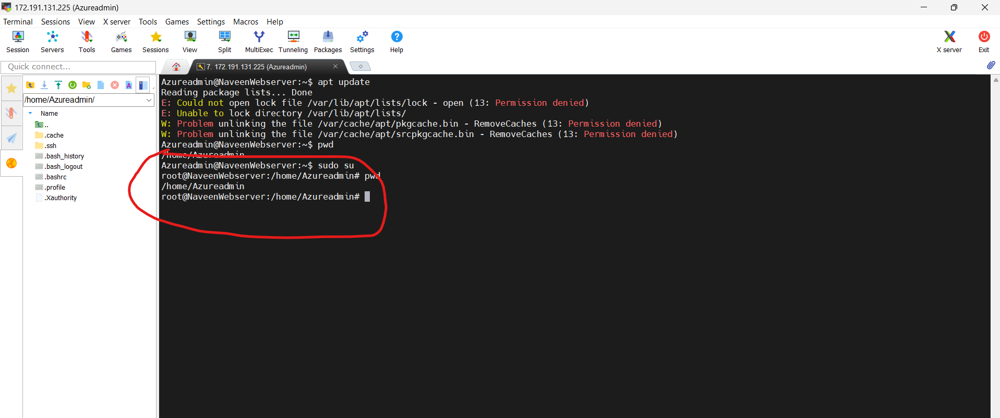 172.191.131.225 (Azureadmin)
Terminal Sessions View X server Tools Games Settings Macros Help
Session Servers Tools Games Sessions View Split MultiExec Tunneling Packages Settings Help X server Exit
Quick connect...
7. 172.191.131.225 (Azureadmin)
/home/Azureadmin/
Name
..
.cache
.ssh
.bash_history
.bash_logout
.bashrc
.profile
.Xauthority
Azureadmin@NaveenWebserver:~$ apt update
Reading package lists... Done
E: Could not open lock file /var/lib/apt/lists/lock - open (13: Permission denied)
E: Unable to lock directory /var/lib/apt/lists/
W: Problem unlinking the file /var/cache/apt/pkgcache.bin - RemoveCaches (13: Permission denied)
W: Problem unlinking the file /var/cache/apt/srcpkgcache.bin - RemoveCaches (13: Permission denied)
Azureadmin@NaveenWebserver:~$ pwd
/home/Azureadmin
Azureadmin@NaveenWebserver:~$ sudo su
root@NaveenWebserver:/home/Azureadmin# pwd
/home/Azureadmin
root@NaveenWebserver:/home/Azureadmin#